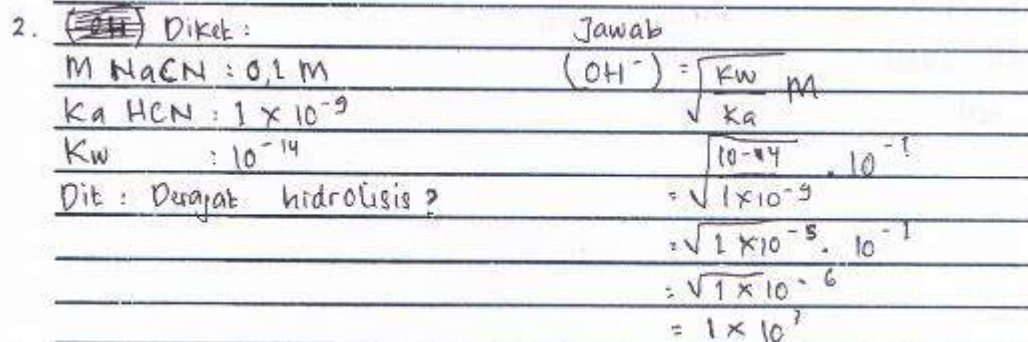 2. Diket :
M NaCN : 0,1 M
Ka HCN : 1 × 10⁻⁹
Kw : 10⁻¹⁴
Dit : Derajat hidrolisis ?
Jawab
(OH⁻) = √(Kw/Ka) M
= √(10-14/1×10⁻⁹) . 10⁻¹
= √1 ×10⁻⁵ . 10⁻¹
= √1 × 10⁻⁶
= 1 × 10³